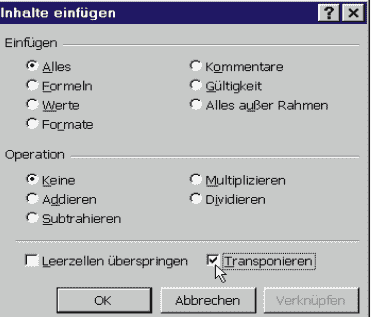 Inhalte einfügen
Einfügen
Alles
Kommentare
Formeln
Gültigkeit
Werte
Alles außer Rahmen
Formate
Operation
Keine
Multiplizieren
Addieren
Dividieren
Subtrahieren
Leerzellen überspringen
Transponieren
OK
Abbrechen
Verknüpfen